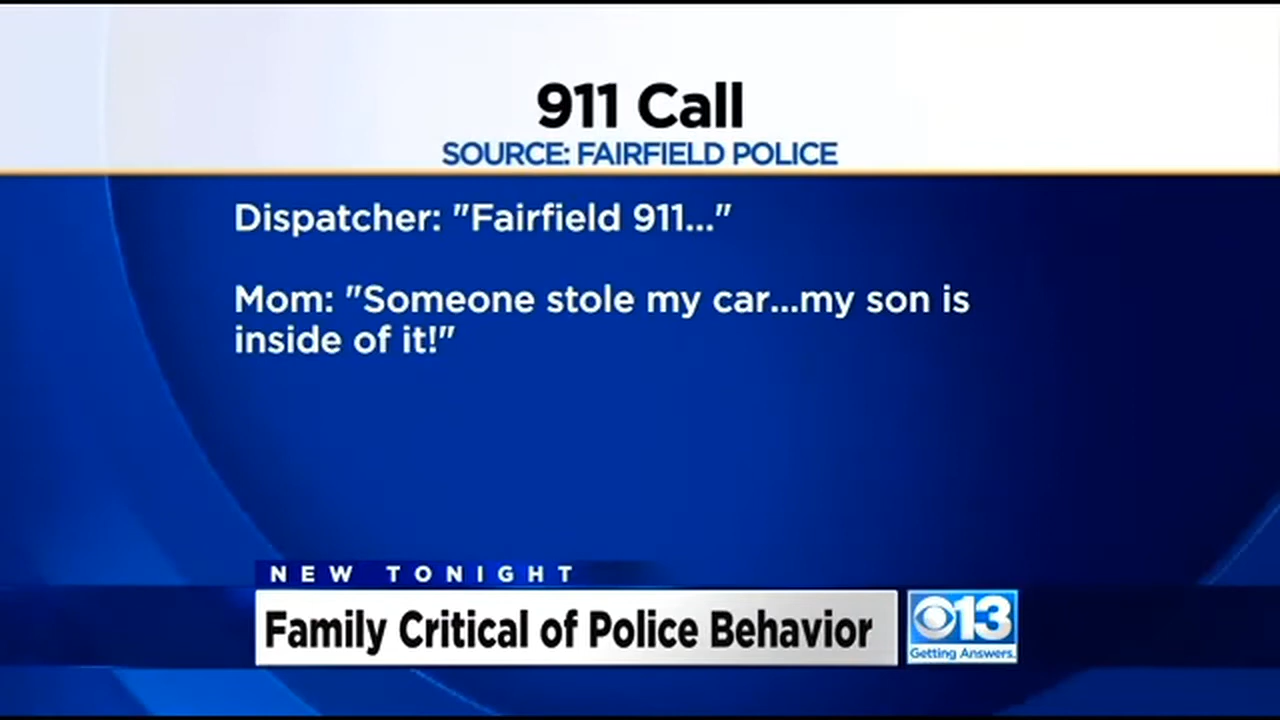 911 Call
SOURCE: FAIRFIELD POLICE
Dispatcher: "Fairfield 911..."
Mom: "Someone stole my car...my son is
inside of it!"
NEW TONIGHT
Family Critical of Police Behavior
13
Getting Answers.